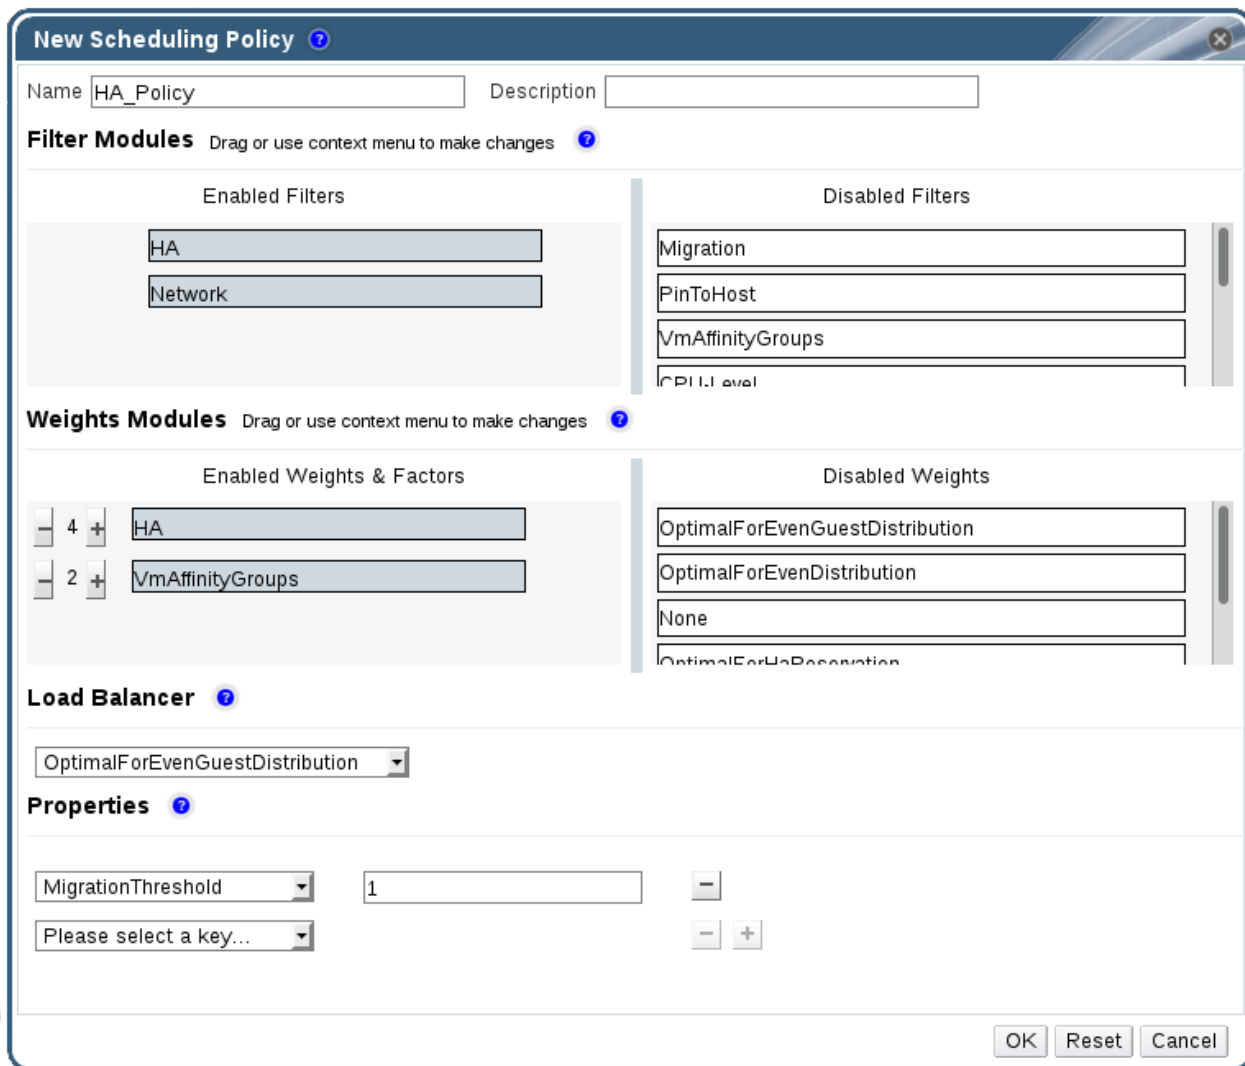 New Scheduling Policy ?
Name HA_Policy Description
Filter Modules Drag or use context menu to make changes ?
Enabled Filters Disabled Filters
HA Migration
Network PinToHost
VmAffinityGroups
CPU-Level
Weights Modules Drag or use context menu to make changes ?
Enabled Weights & Factors Disabled Weights
− 4 + HA OptimalForEvenGuestDistribution
− 2 + VmAffinityGroups OptimalForEvenDistribution
None
OptimalForHaReservation
Load Balancer ?
OptimalForEvenGuestDistribution
Properties ?
MigrationThreshold 1 −
Please select a key... − +
OK Reset Cancel